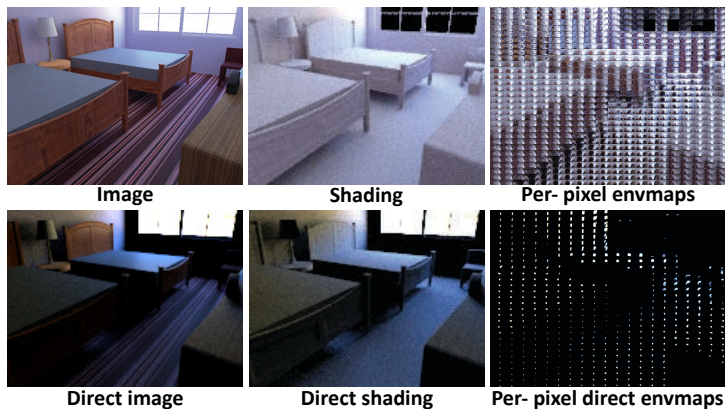 Image
Shading
Per- pixel envmaps
Direct image
Direct shading
Per- pixel direct envmaps